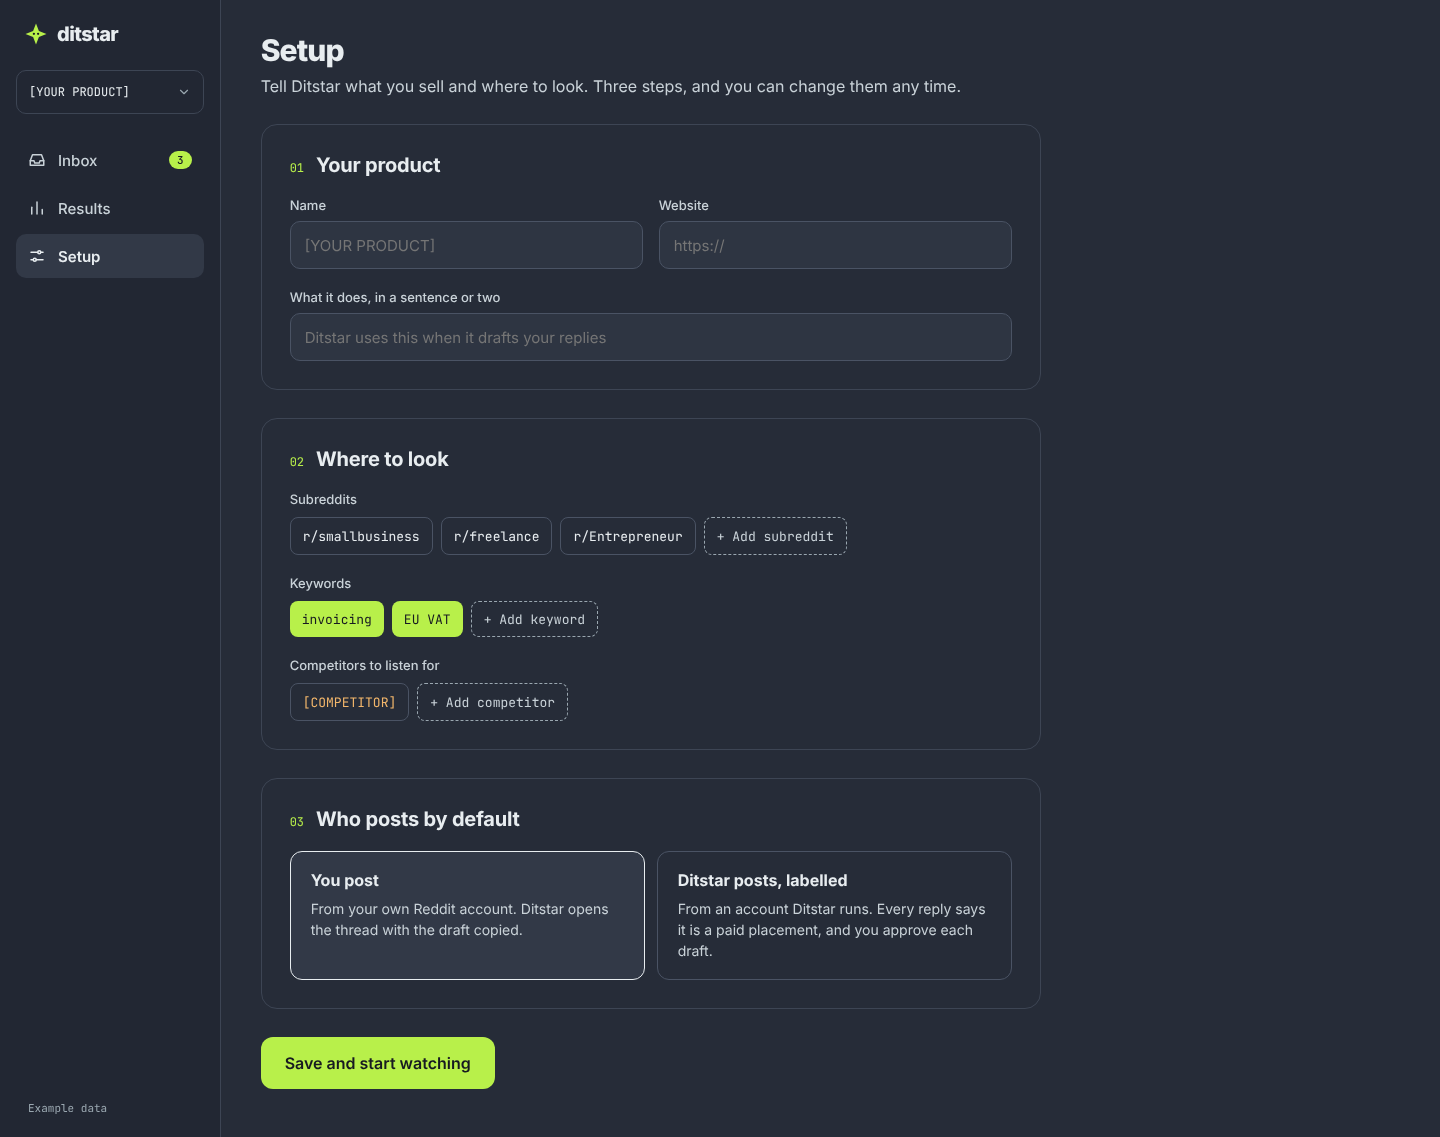 ditstar
[YOUR PRODUCT]
Inbox
3
Results
Setup
Example data
Setup
Tell Ditstar what you sell and where to look. Three steps, and you can change them any time.
01 Your product
Name
Website
[YOUR PRODUCT]
https://
What it does, in a sentence or two
Ditstar uses this when it drafts your replies
02 Where to look
Subreddits
r/smallbusiness r/freelance r/Entrepreneur + Add subreddit
Keywords
invoicing EU VAT + Add keyword
Competitors to listen for
[COMPETITOR] + Add competitor
03 Who posts by default
You post
From your own Reddit account. Ditstar opens
the thread with the draft copied.
Ditstar posts, labelled
From an account Ditstar runs. Every reply says
it is a paid placement, and you approve each
draft.
Save and start watching